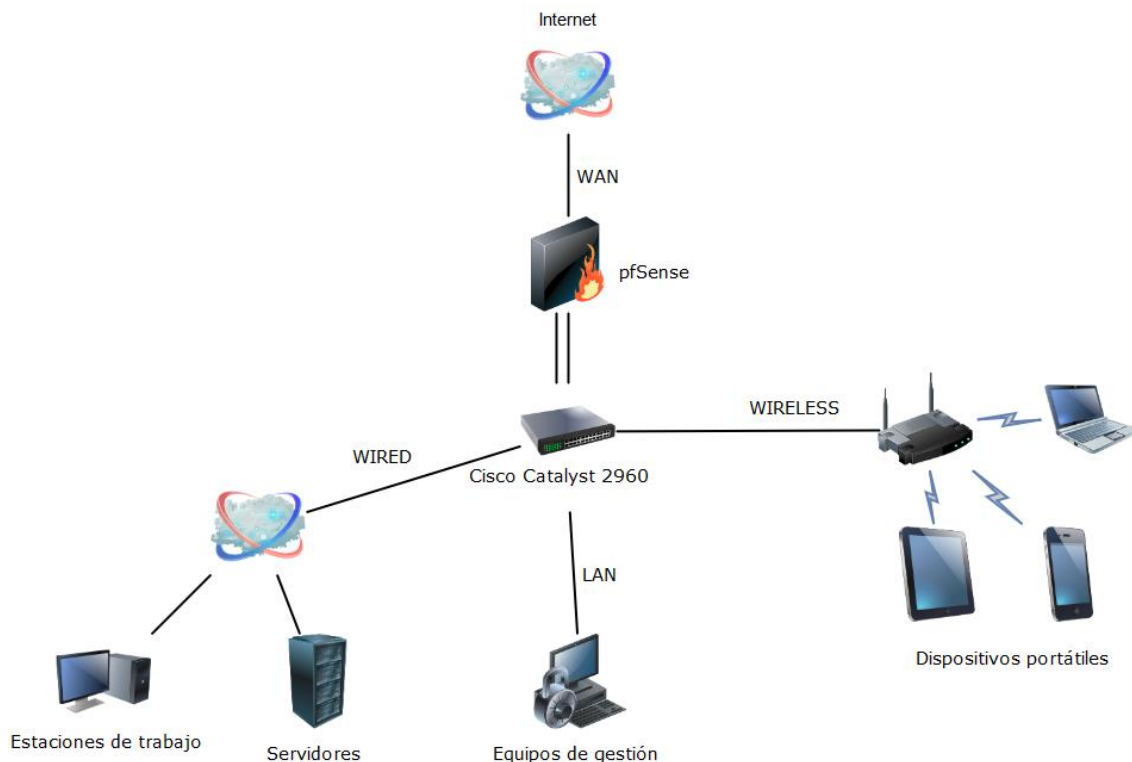 Internet
WAN
pfSense
WIRELESS
WIRED
Cisco Catalyst 2960
LAN
Dispositivos portátiles
Estaciones de trabajo
Servidores
Equipos de gestión